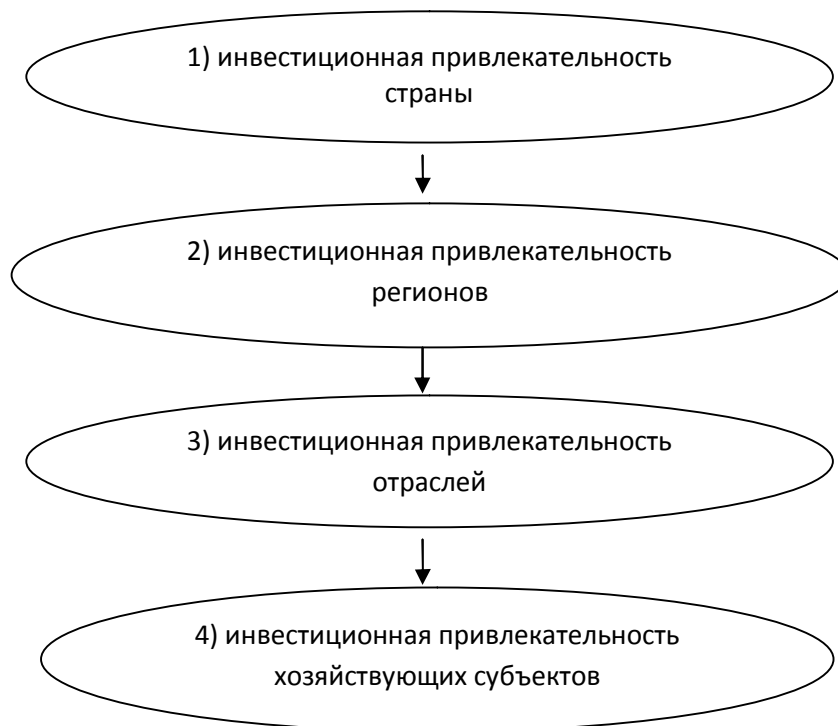 1) инвестиционная привлекательность
страны
2) инвестиционная привлекательность
регионов
3) инвестиционная привлекательность
отраслей
4) инвестиционная привлекательность
хозяйствующих субъектов